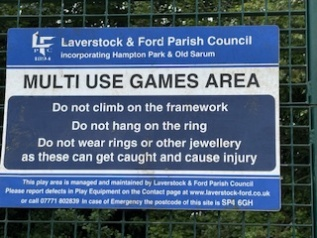 Laverstock & Ford Parish Council
incorporating Hampton Park & Old Sarum
MULTI USE GAMES AREA
Do not climb on the framework
Do not hang on the ring
Do not wear rings or other jewellery
as these can get caught and cause injury
This play area is managed and maintained by Laverstock & Ford Parish Council
Please report defects in Play Equipment on the Contact page at www.laverstock-ford.co.uk
or call 07771 802839 In case of Emergency the postcode of this site is SP4 6GH